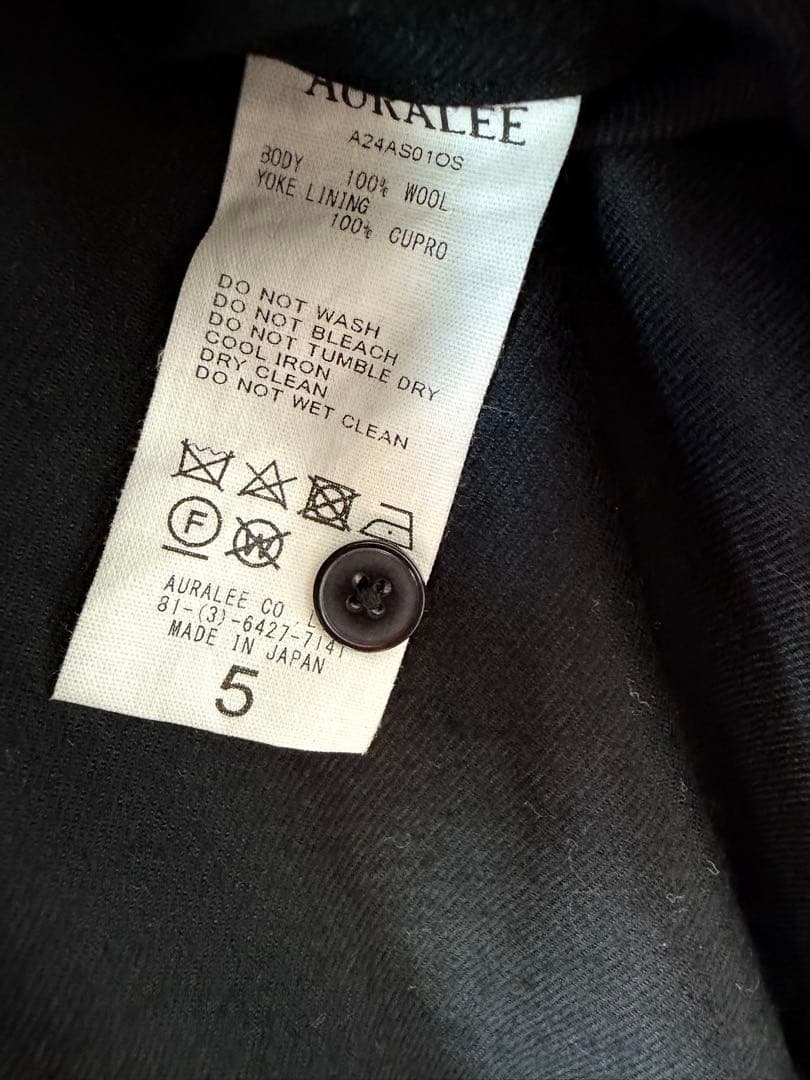 AURALEE
A24AS01OS
BODY 100% WOOL
YOKE LINING
100% CUPRO
DO NOT WASH
DO NOT BLEACH
DO NOT TUMBLE DRY
COOL IRON
DRY CLEAN
DO NOT WET CLEAN
F W
AURALEE CO
81-(3)-6427-7141
MADE IN JAPAN
5